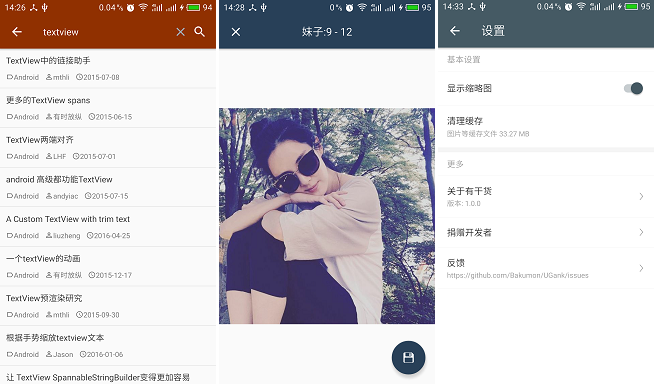 14:26 0.04 % 4G 94
textview
TextView中的链接助手
Android mthli 2015-07-08
更多的TextView spans
Android 有时放纵 2015-06-15
TextView两端对齐
Android LHF 2015-07-01
android 高级都功能TextView
Android andyiac 2015-07-15
A Custom TextView with trim text
Android liuzheng 2016-04-25
一个textView的动画
Android 有时放纵 2015-12-17
TextView预渲染研究
Android mthli 2015-09-30
根据手势缩放textview文本
Android Jason 2016-01-06
让 TextView SpannableStringBuilder变得更加容易
14:28 0 % 4G 95
妹子:9 - 12
14:33 0.04 % 4G 95
设置
基本设置
显示缩略图
清理缓存
图片等缓存文件 33.27 MB
更多
关于有干货
版本: 1.0.0
捐赠开发者
反馈
https://github.com/Bakumon/UGank/issues